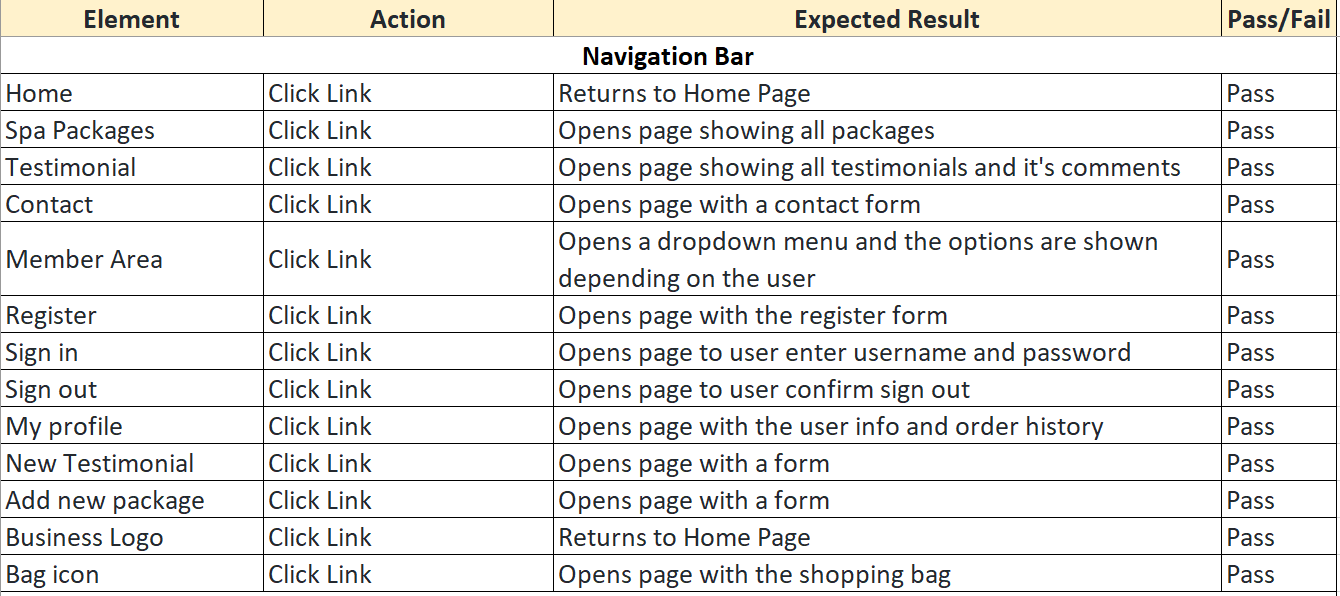 Element Action Expected Result Pass/Fail
Navigation Bar
Home Click Link Returns to Home Page Pass
Spa Packages Click Link Opens page showing all packages Pass
Testimonial Click Link Opens page showing all testimonials and it's comments Pass
Contact Click Link Opens page with a contact form Pass
Member Area Click Link Opens a dropdown menu and the options are shown
depending on the user Pass
Register Click Link Opens page with the register form Pass
Sign in Click Link Opens page to user enter username and password Pass
Sign out Click Link Opens page to user confirm sign out Pass
My profile Click Link Opens page with the user info and order history Pass
New Testimonial Click Link Opens page with a form Pass
Add new package Click Link Opens page with a form Pass
Business Logo Click Link Returns to Home Page Pass
Bag icon Click Link Opens page with the shopping bag Pass